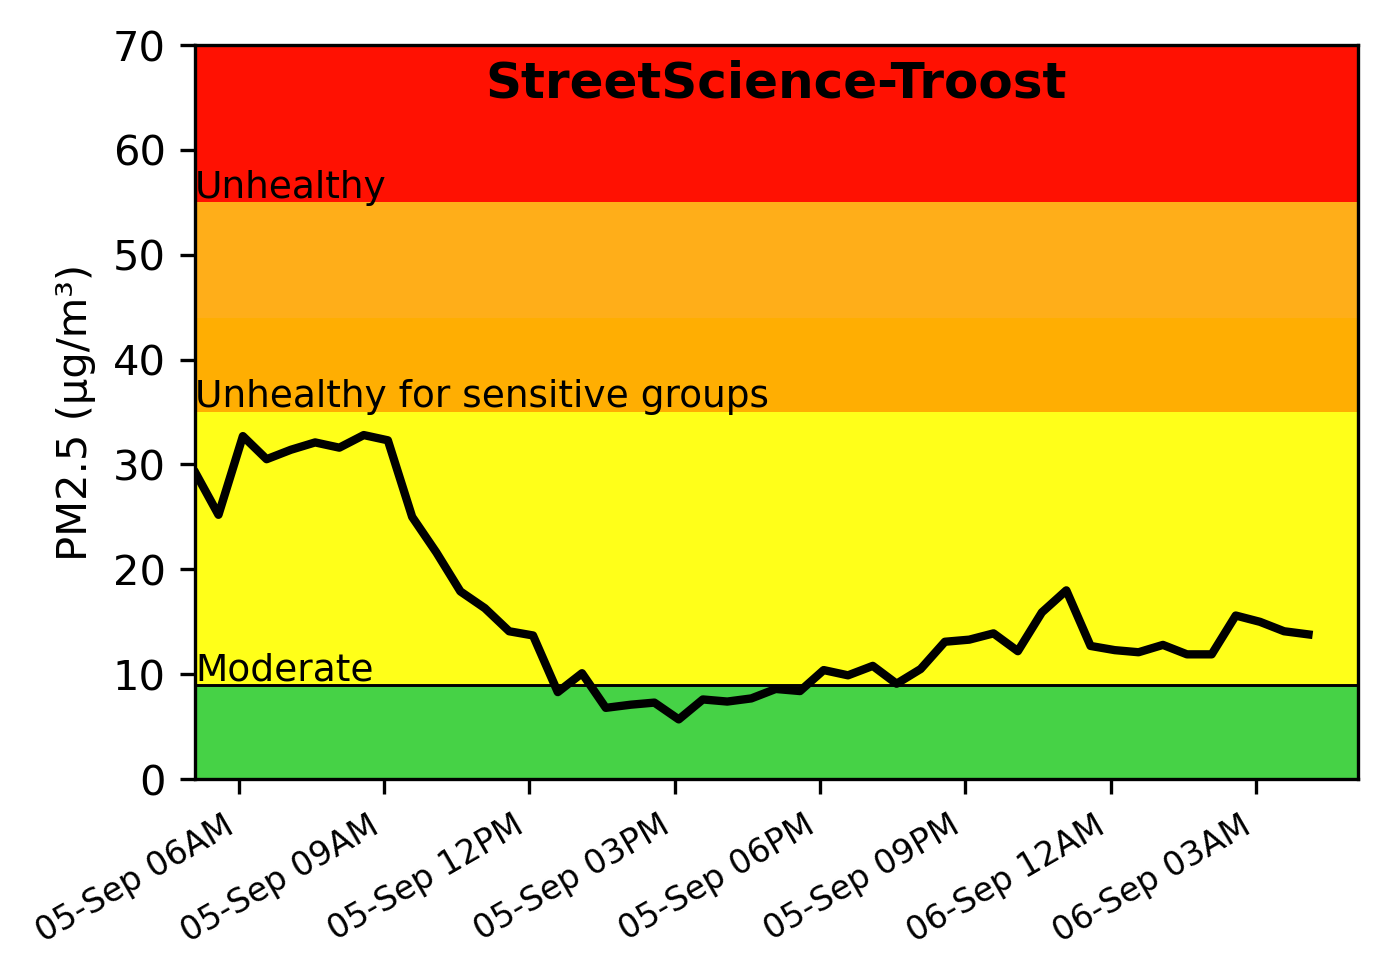 StreetScience-Troost
70
60
50
40
30
20
10
0
PM2.5 (µg/m³)
Unhealthy
Unhealthy for sensitive groups
Moderate
05-Sep 06AM
05-Sep 09AM
05-Sep 12PM
05-Sep 03PM
05-Sep 06PM
05-Sep 09PM
06-Sep 12AM
06-Sep 03AM